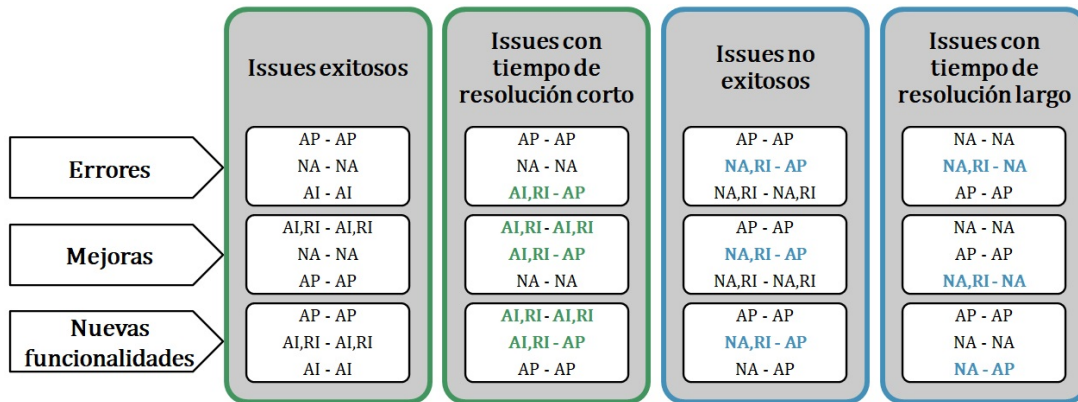 Issues exitosos
Issues con
tiempo de
resolución corto
Issues no
exitosos
Issues con
tiempo de
resolución largo
Errores
AP - AP
NA - NA
AI - AI
AP - AP
NA - NA
AI,RI - AP
AP - AP
NA,RI - AP
NA,RI - NA,RI
NA - NA
NA,RI - NA
AP - AP
Mejoras
AI,RI - AI,RI
NA - NA
AP - AP
AI,RI - AI,RI
AI,RI - AP
NA - NA
AP - AP
NA,RI - AP
NA,RI - NA,RI
NA - NA
AP - AP
NA,RI - NA
Nuevas
funcionalidades
AP - AP
AI,RI - AI,RI
AI - AI
AI,RI - AI,RI
AI,RI - AP
AP - AP
AP - AP
NA,RI - AP
NA - AP
AP - AP
NA - NA
NA - AP